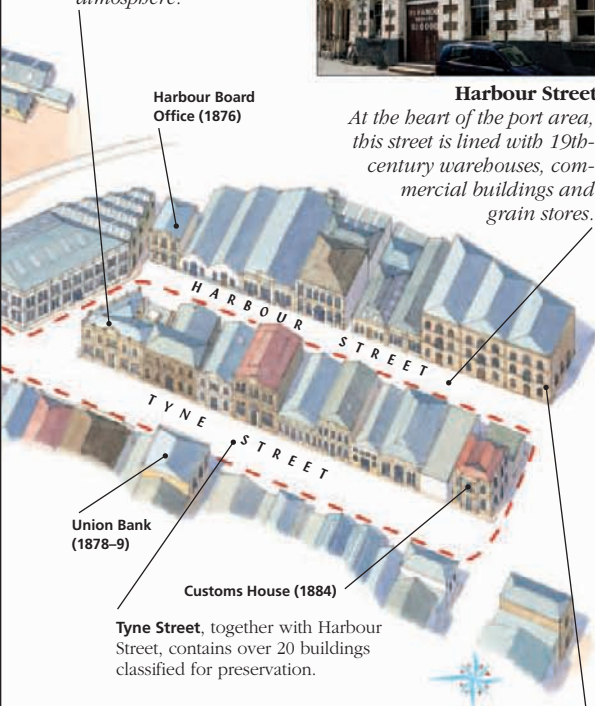 atmosphere.
Harbour Street
At the heart of the port area,
this street is lined with 19th-
century warehouses, com-
mercial buildings and
grain stores.
Harbour Board
Office (1876)
HARBOUR STREET
TYNE STREET
Union Bank
(1878–9)
Customs House (1884)
Tyne Street, together with Harbour
Street, contains over 20 buildings
classified for preservation.